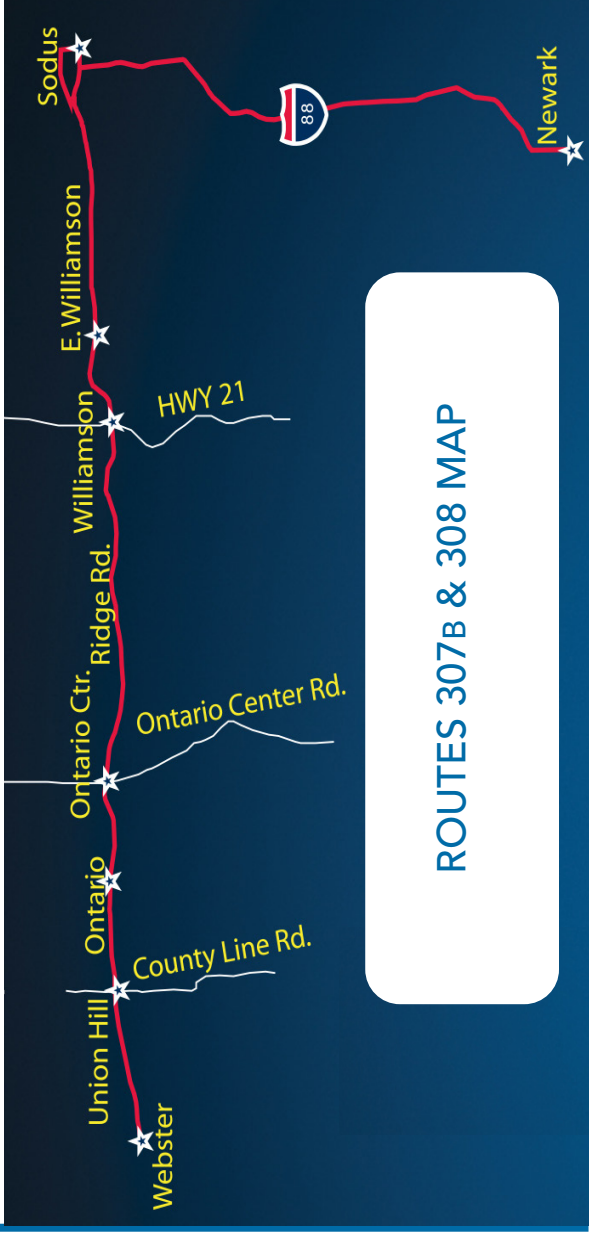 Sodus
E. Williamson
Williamson
HWY 21
Ridge Rd.
Ontario Ctr.
Ontario Center Rd.
Ontario
County Line Rd.
Union Hill
Webster
88
Newark
ROUTES 307B & 308 MAP